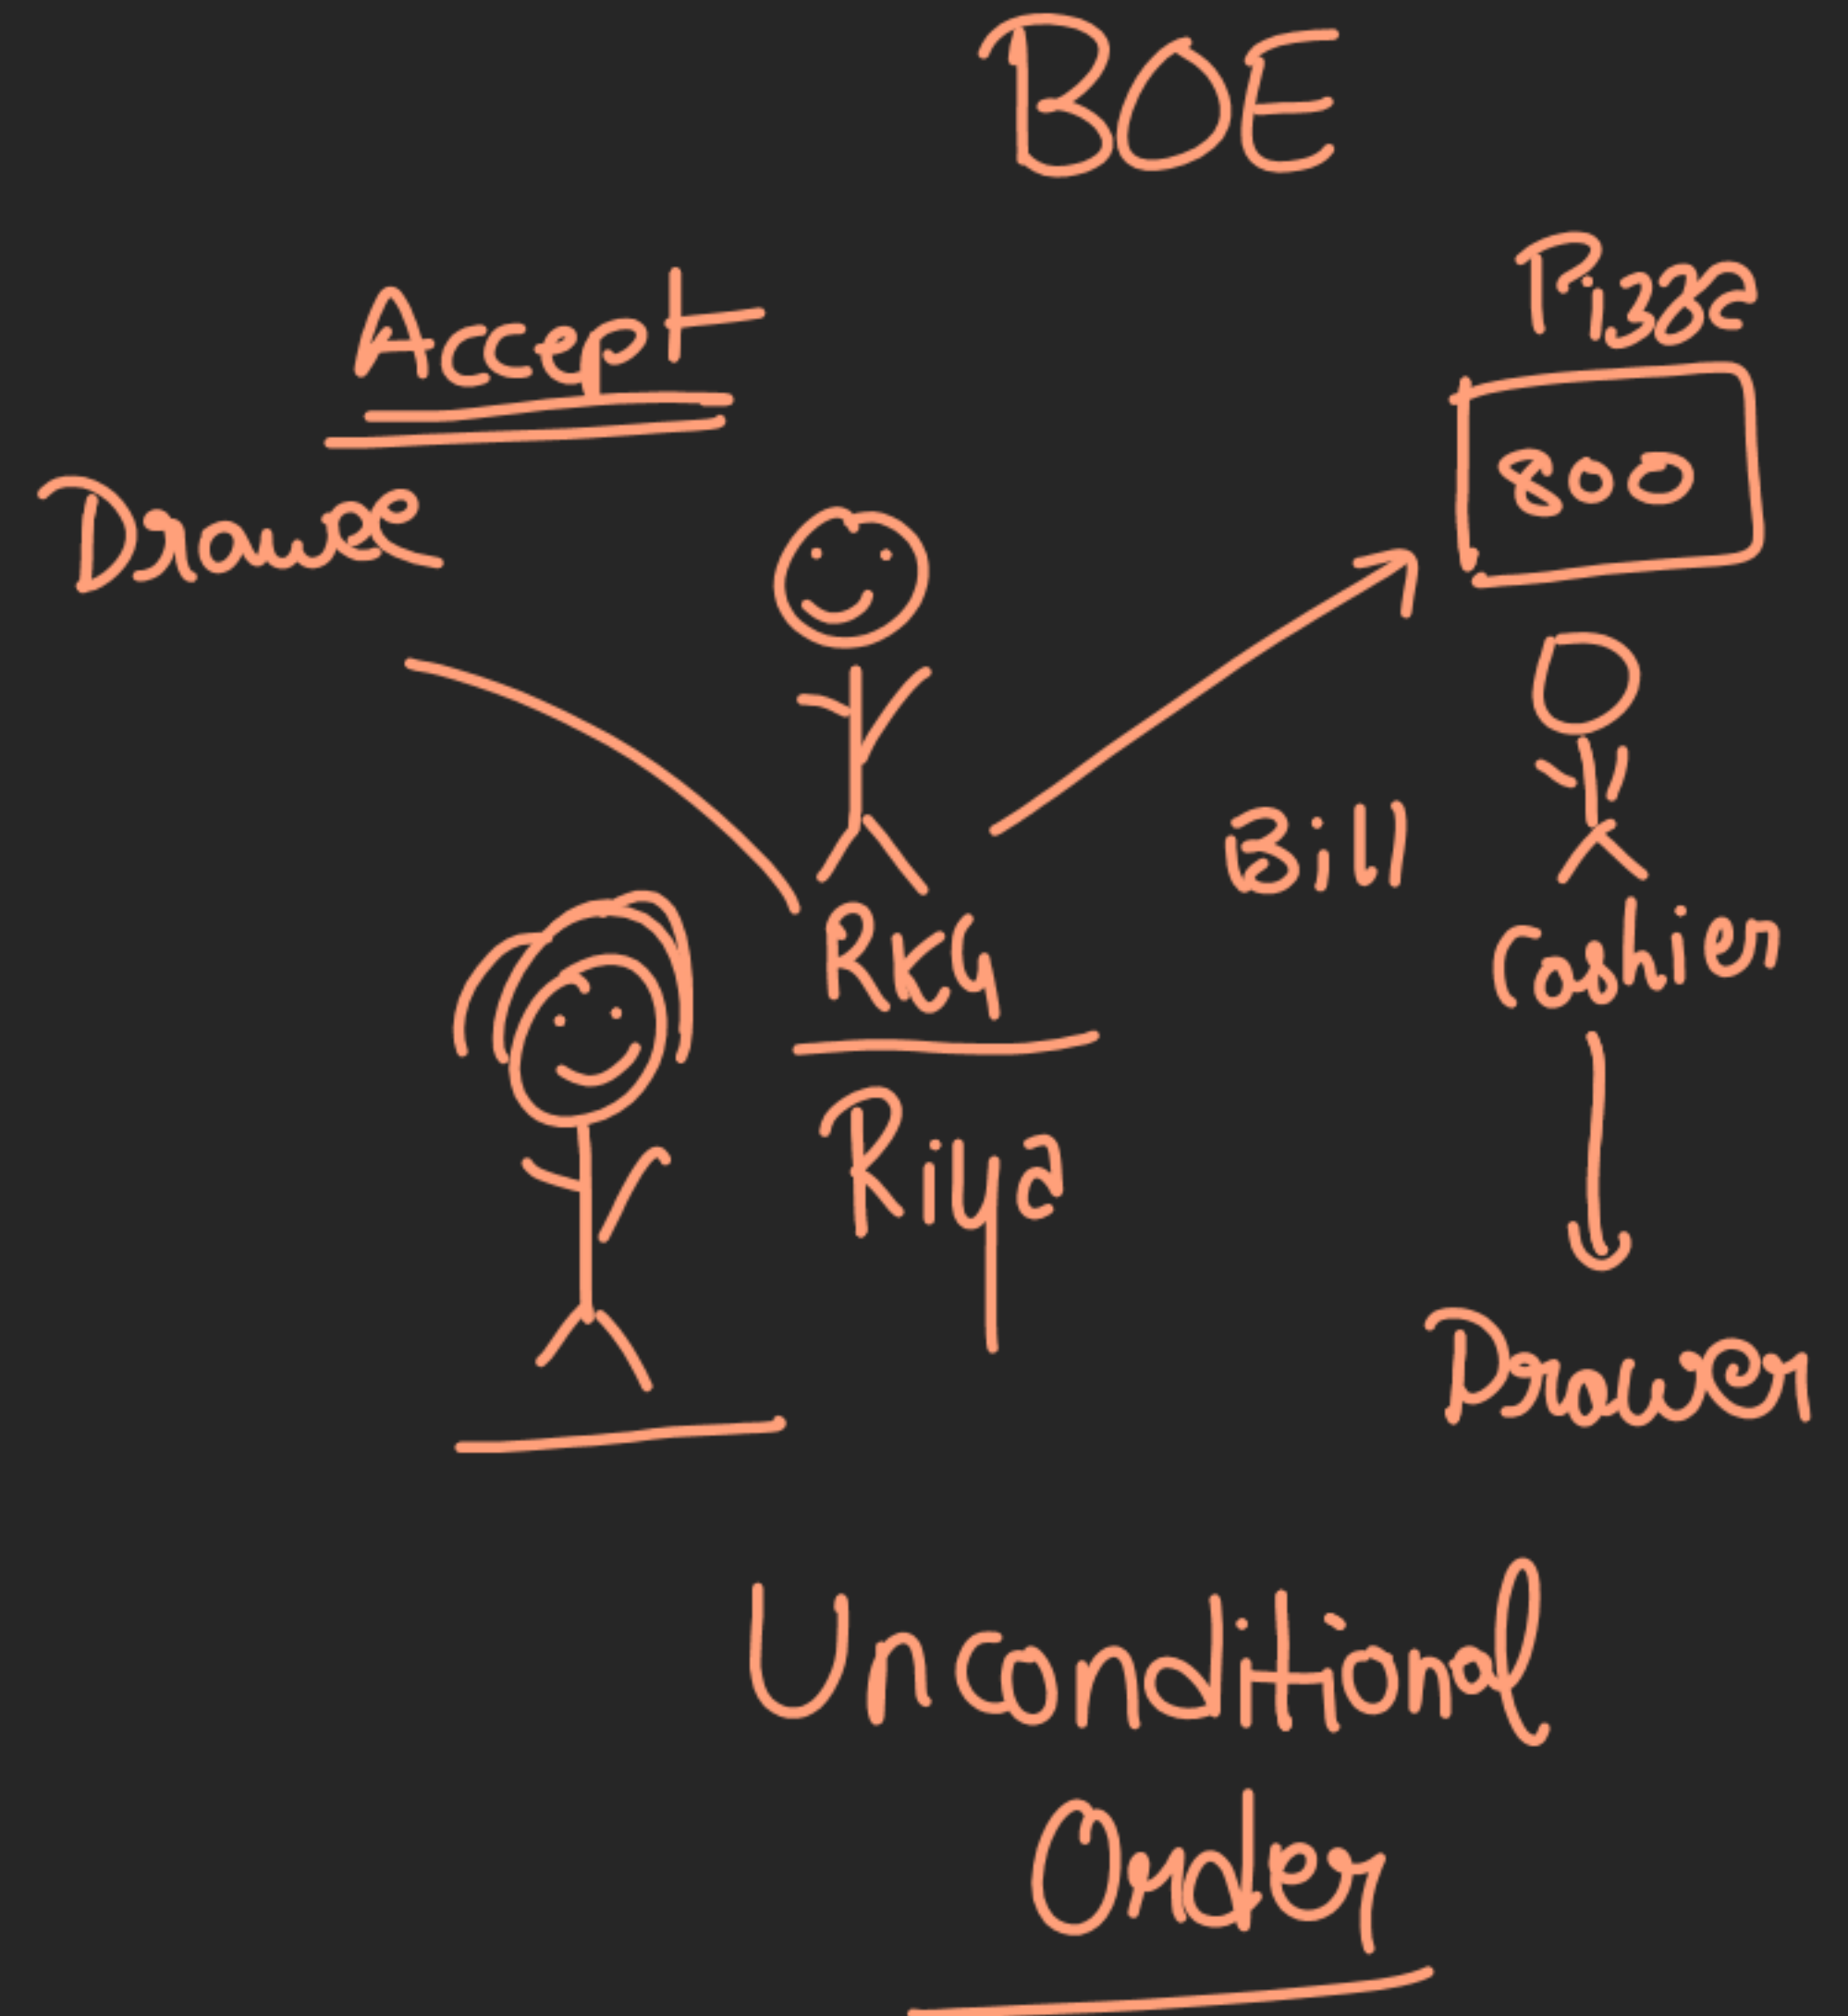 BOE
Pizza
Accept
800
Drawee
Bill
RKG
Cashier
Riya
Drawer
Unconditional
Order